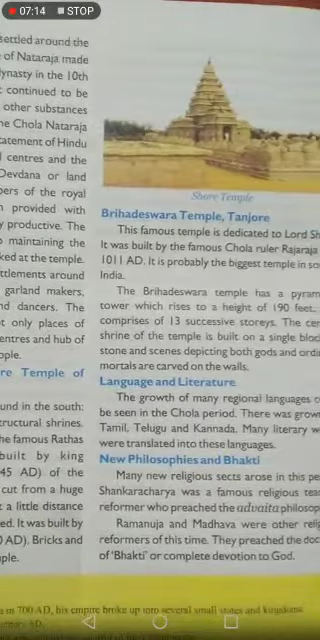 07:14 STOP
settled around the
of Nataraja made
dynasty in the 10th
continued to be
other substances
he Chola Nataraja
tatement of Hindu
centres and the
Devdana or land
bers of the royal
provided with
y productive. The
maintaining the
ked at the temple.
ttlements around
garland makers,
nd dancers. The
t only places of
entres and hub of
ople.
re Temple of
und in the south:
tructural shrines.
he famous Rathas
built by king
45 AD) of the
cut from a huge
a little distance
ed. It was built by
0 AD). Bricks and
ple.
Shore Temple
Brihadeswara Temple, Tanjore
This famous temple is dedicated to Lord Sh
It was built by the famous Chola ruler Rajaraja
1011 AD. It is probably the biggest temple in so
India.
The Brihadeswara temple has a pyram
tower which rises to a height of 190 feet.
comprises of 13 successive storeys. The cen
shrine of the temple is built on a single bloc
stone and scenes depicting both gods and ordi
mortals are carved on the walls.
Language and Literature
The growth of many regional languages c
be seen in the Chola period. There was grow
Tamil, Telugu and Kannada. Many literary w
were translated into these languages.
New Philosophies and Bhakti
Many new religious sects arose in this pe
Shankaracharya was a famous religious tea
reformer who preached the advaita philosop
Ramanuja and Madhava were other relig
reformers of this time. They preached the doc
of 'Bhakti' or complete devotion to God.
in 700 AD, his empire broke up into several small states and kingdoms.